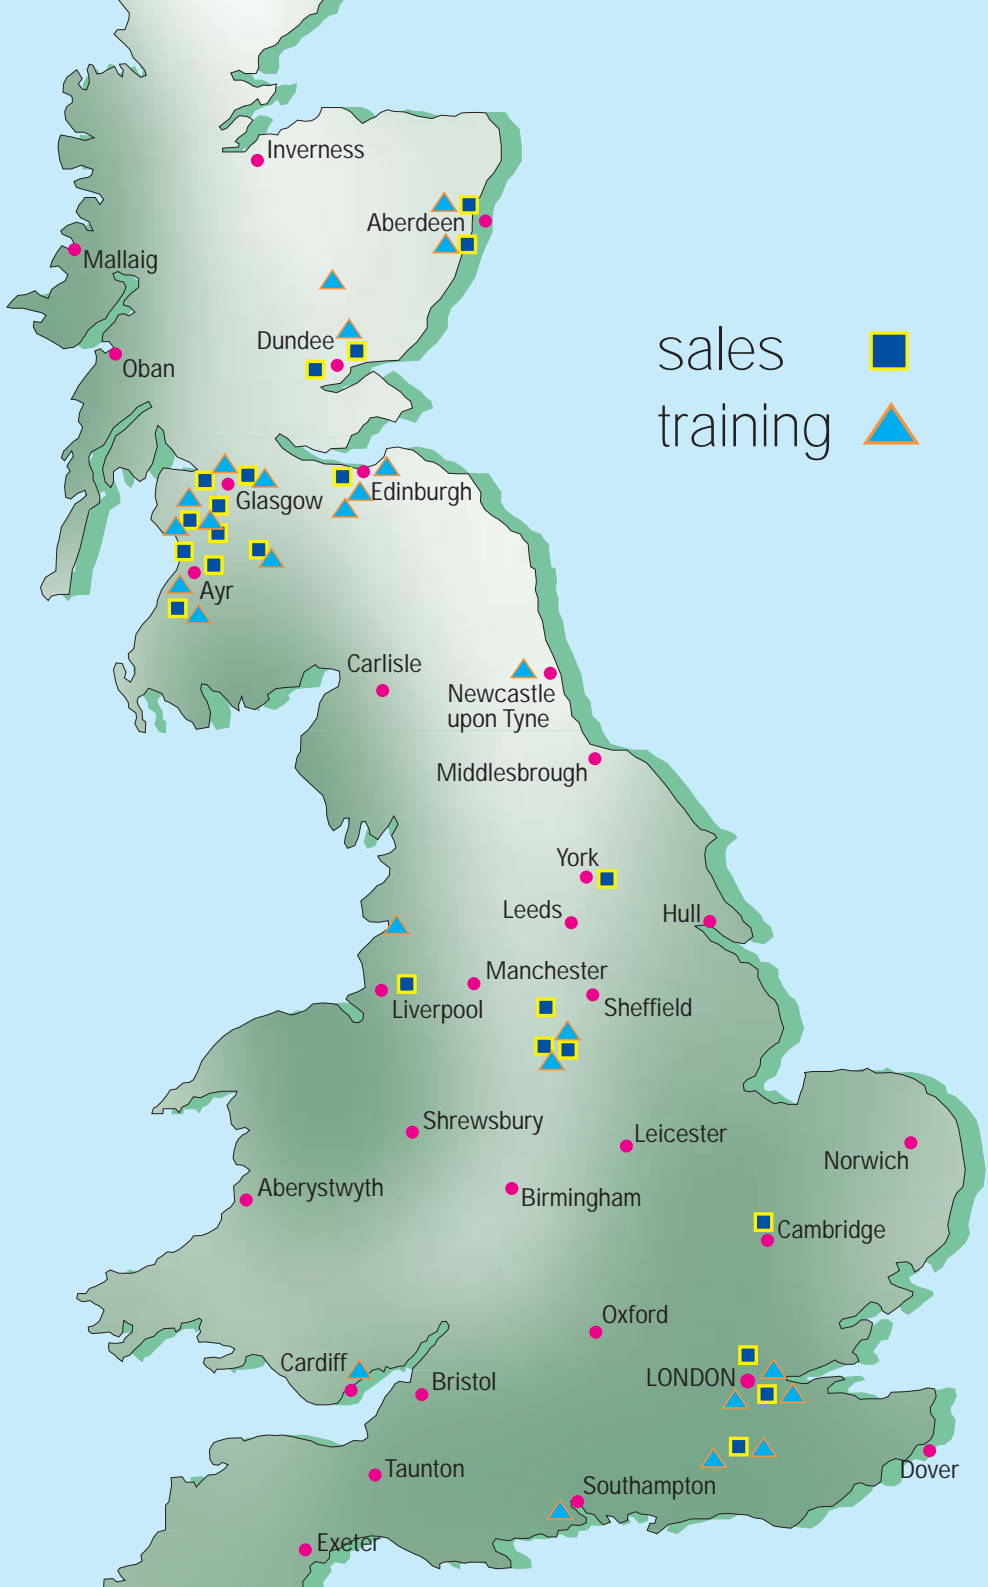 Inverness
Aberdeen
Mallaig
sales
Dundee
Oban
training
Edinburgh
Glasgow
Ayr
Carlisle
Newcastle
upon Tyne
Middlesbrough
York
Leeds
Hull
Manchester
Liverpool
Sheffield
Shrewsbury
Leicester
Norwich
Aberystwyth
Birmingham
Cambridge
Oxford
Cardiff
LONDON
Bristol
Taunton
Dover
Southampton
Exeter